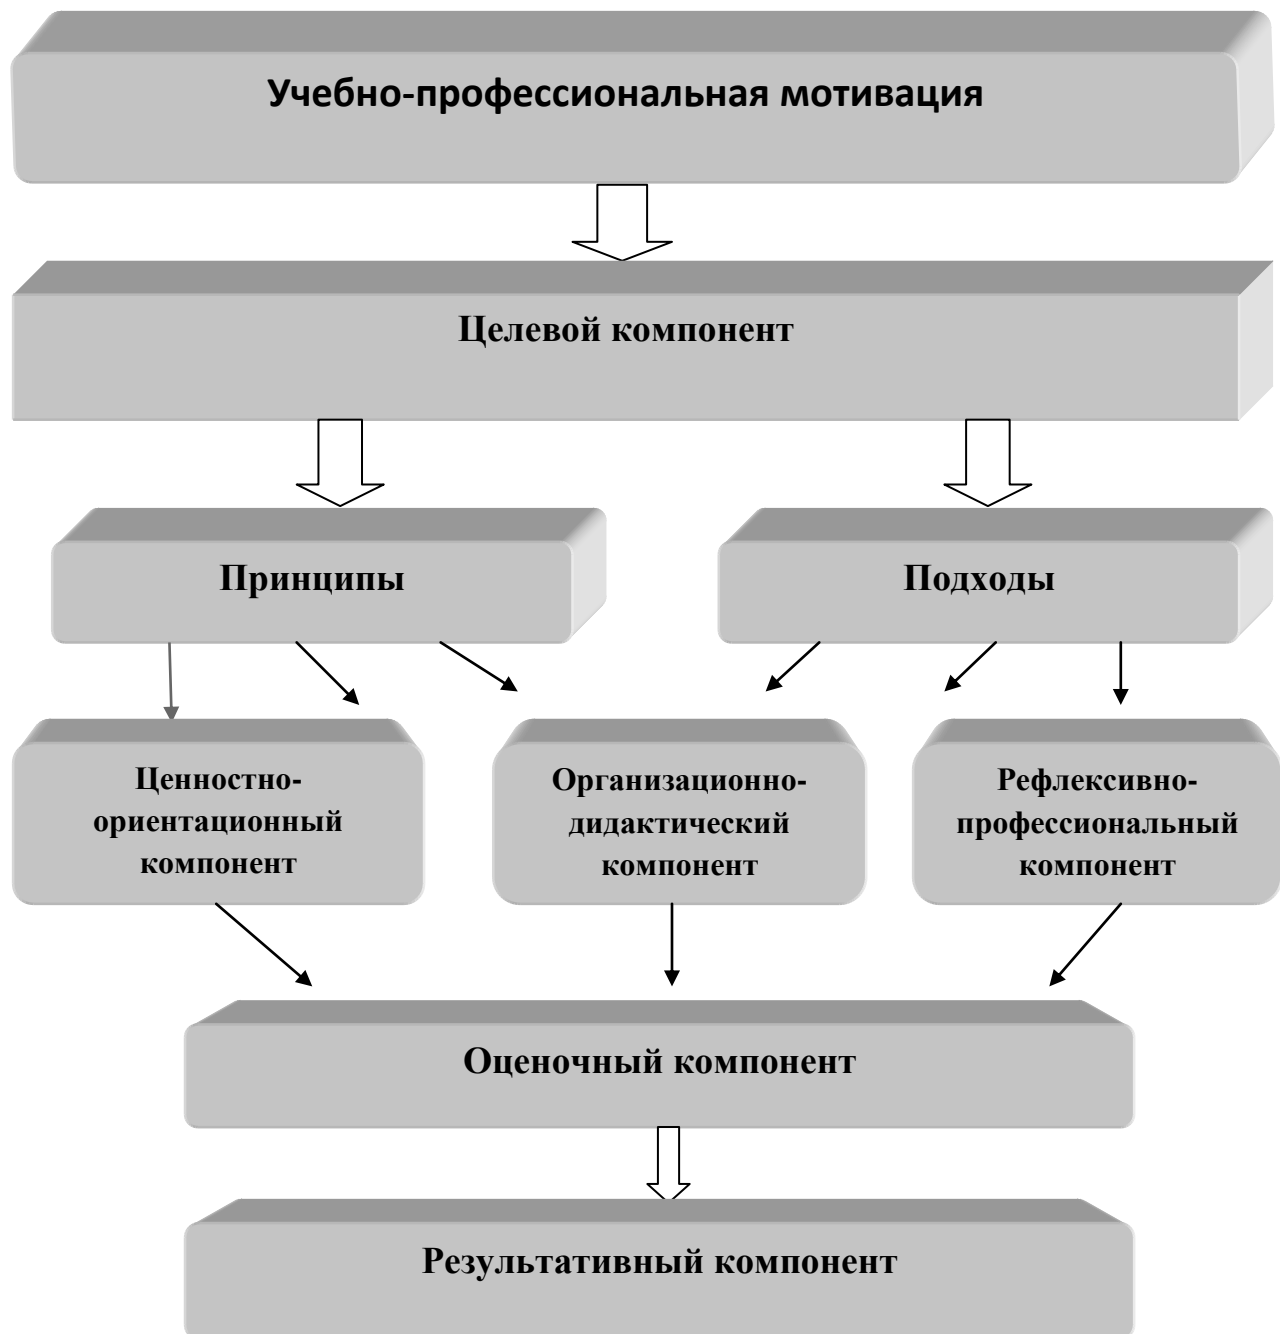 Учебно-профессиональная мотивация
Целевой компонент
Принципы
Подходы
Ценностно-
ориентационный
компонент
Организационно-
дидактический
компонент
Рефлексивно-
профессиональный
компонент
Оценочный компонент
Результативный компонент